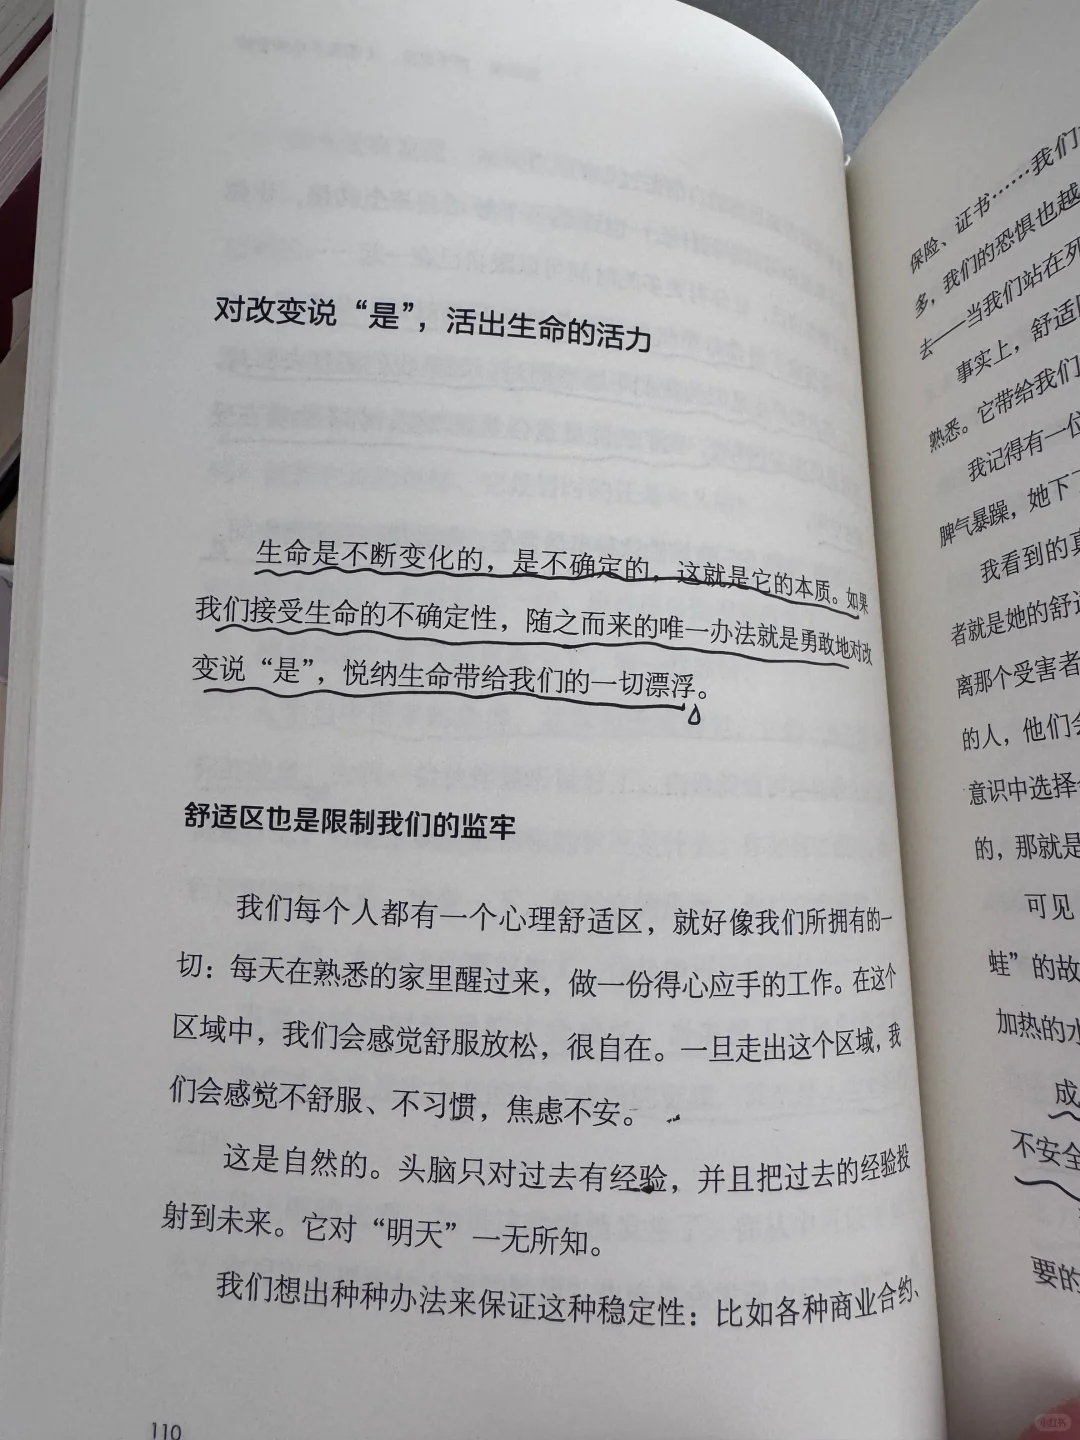 对改变说“是”，活出生命的活力
生命是不断变化的，是不确定的，这就是它的本质。如果
我们接受生命的不确定性，随之而来的唯一办法就是勇敢地对改
变说“是”，悦纳生命带给我们的一切漂浮。
舒适区也是限制我们的监牢
我们每个人都有一个心理舒适区，就好像我们所拥有的一
切：每天在熟悉的家里醒过来，做一份得心应手的工作。在这个
区域中，我们会感觉舒服放松，很自在。一旦走出这个区域，我
们会感觉不舒服、不习惯，焦虑不安。
这是自然的。头脑只对过去有经验，并且把过去的经验投
射到未来。它对“明天”一无所知。
我们想出种种办法来保证这种稳定性：比如各种商业合约、
110
保险、证书……我们
多，我们的恐惧也越
去——当我们站在死
事实上，舒适
熟悉。它带给我们
我记得有一位
脾气暴躁，她下
我看到的真
者就是她的舒适
离那个受害者
的人，他们会
意识中选择
的，那就是
可见
蛙”的故
加热的水
成
不安全
要的
小红书